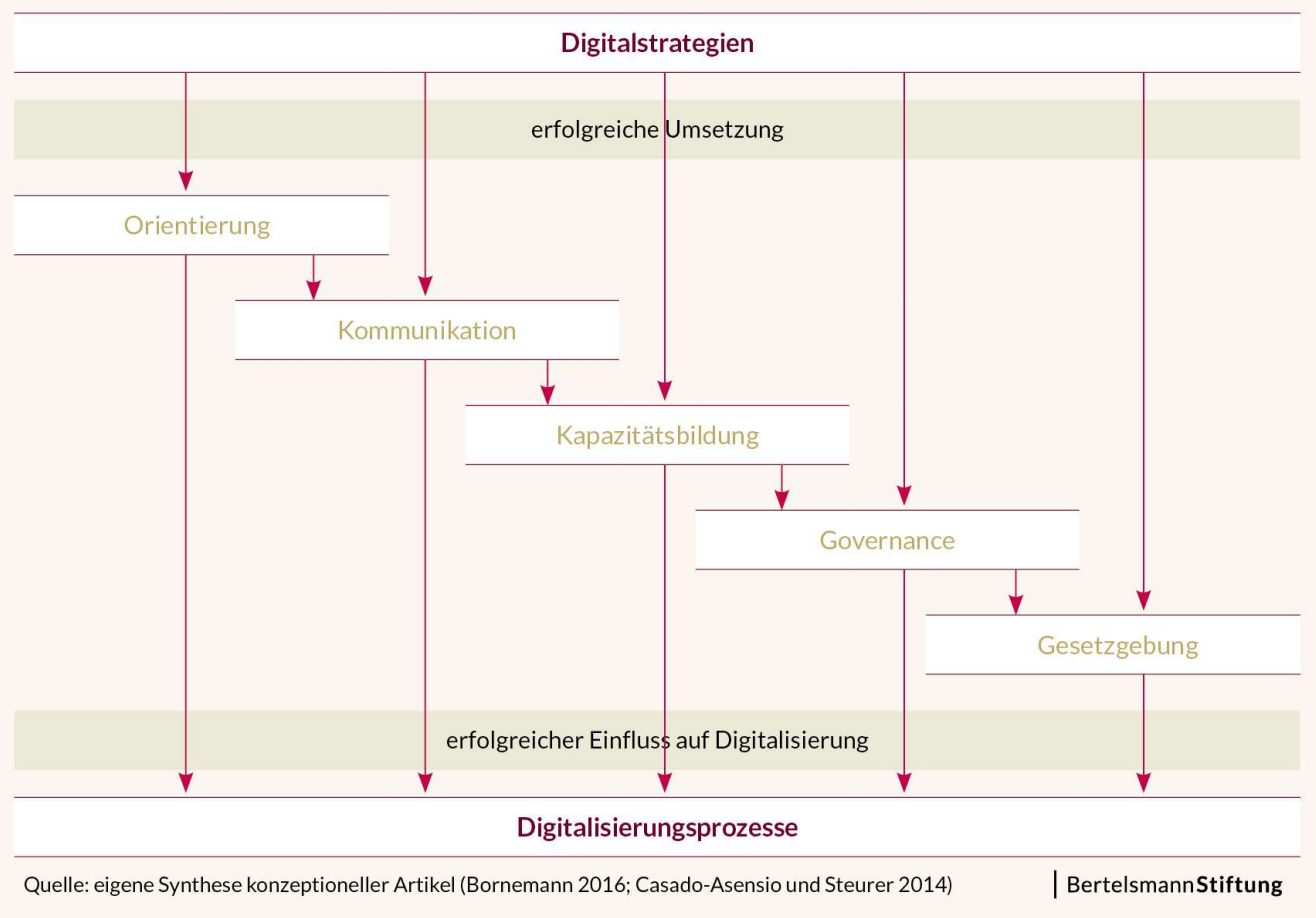 Digitalstrategien
erfolgreiche Umsetzung
Orientierung
Kommunikation
Kapazitätsbildung
Governance
Gesetzgebung
erfolgreicher Einfluss auf Digitalisierung
Digitalisierungsprozesse
Quelle: eigene Synthese konzeptioneller Artikel (Bornemann 2016; Casado-Asensio und Steurer 2014)
BertelsmannStiftung